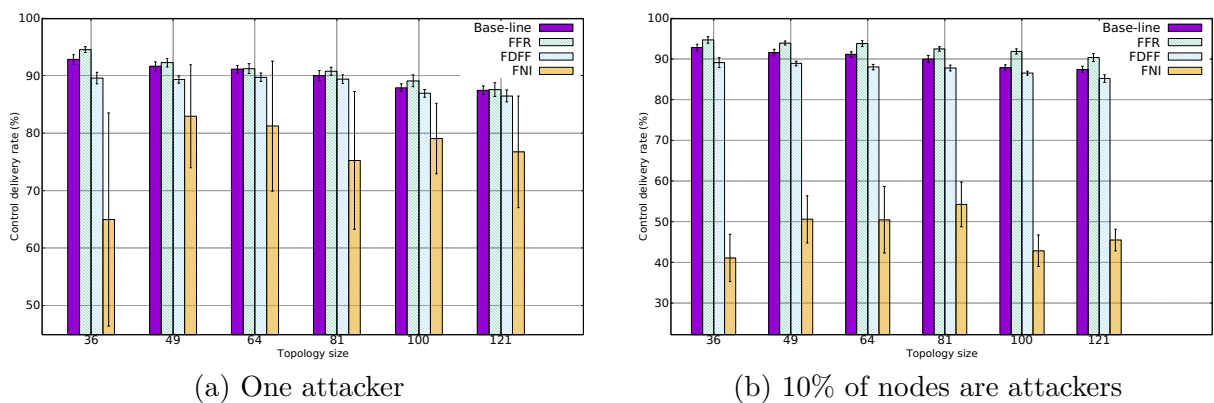 100
90
80
70
60
50
Control delivery rate (%)
36
49
64
81
100
121
Topology size
Base-line
FFR
FDFF
FNI
(a) One attacker
100
90
80
70
60
50
40
30
Control delivery rate (%)
36
49
64
81
100
121
Topology size
Base-line
FFR
FDFF
FNI
(b) 10% of nodes are attackers